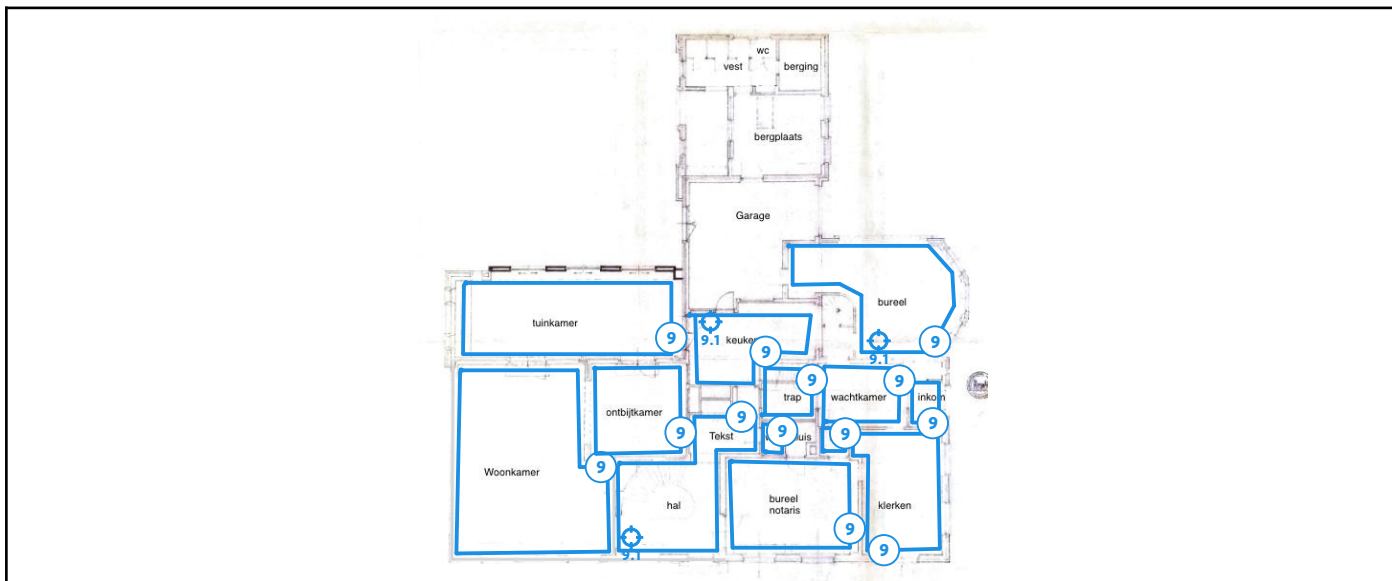 wc
vest
berging
bergplaats
Garage
bureel
tuinkamer
9
9.1
keuken
9
9.1
9
ontbijtkamer
9
Tekst
9
trap
9
wachtkamer
9
inkom
9
9
9
Woonkamer
9
hal
9.1
bureel
notaris
9
klerken
9